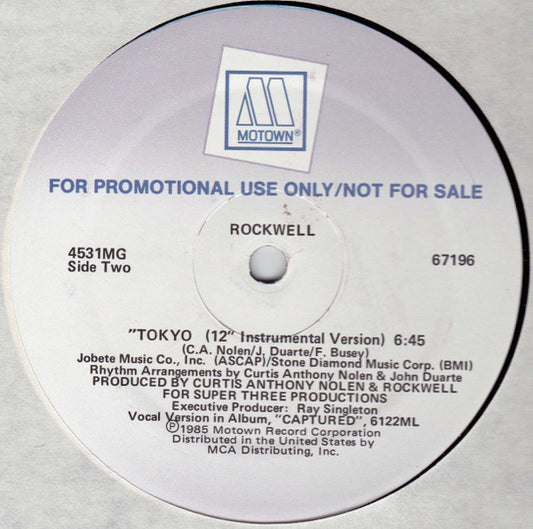 MOTOWN®
FOR PROMOTIONAL USE ONLY/NOT FOR SALE
ROCKWELL
4531MG
Side Two
67196
"TOKYO (12" Instrumental Version) 6:45
(C.A. Nolen/J. Duarte/F. Busey)
Jobete Music Co., Inc. (ASCAP)/Stone Diamond Music Corp. (BMI)
Rhythm Arrangements by Curtis Anthony Nolen & John Duarte
PRODUCED BY CURTIS ANTHONY NOLEN & ROCKWELL
FOR SUPER THREE PRODUCTIONS
Executive Producer: Ray Singleton
Vocal Version in Album, "CAPTURED", 6122ML
Ⓟ1985 Motown Record Corporation
Distributed in the United States by
MCA Distributing, Inc.